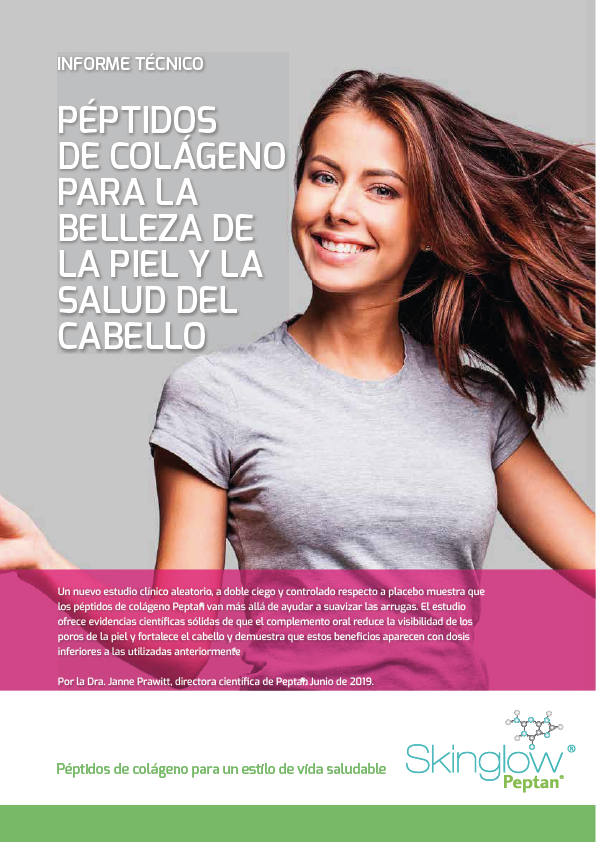 INFORME TÉCNICO
PÉPTIDOS
DE COLÁGENO
PARA LA
BELLEZA DE
LA PIEL Y LA
SALUD DEL
CABELLO
Un nuevo estudio clínico aleatorio, a doble ciego y controlado respecto a placebo muestra que
los péptidos de colágeno Peptan® van más allá de ayudar a suavizar las arrugas. El estudio
ofrece evidencias científicas sólidas de que el complemento oral reduce la visibilidad de los
poros de la piel y fortalece el cabello y demuestra que estos beneficios aparecen con dosis
inferiores a las utilizadas anteriormente
Por la Dra. Janne Prawitt, directora científica de Peptan®. Junio de 2019.
Péptidos de colágeno para un estilo de vida saludable
Skinglow®
Peptan®